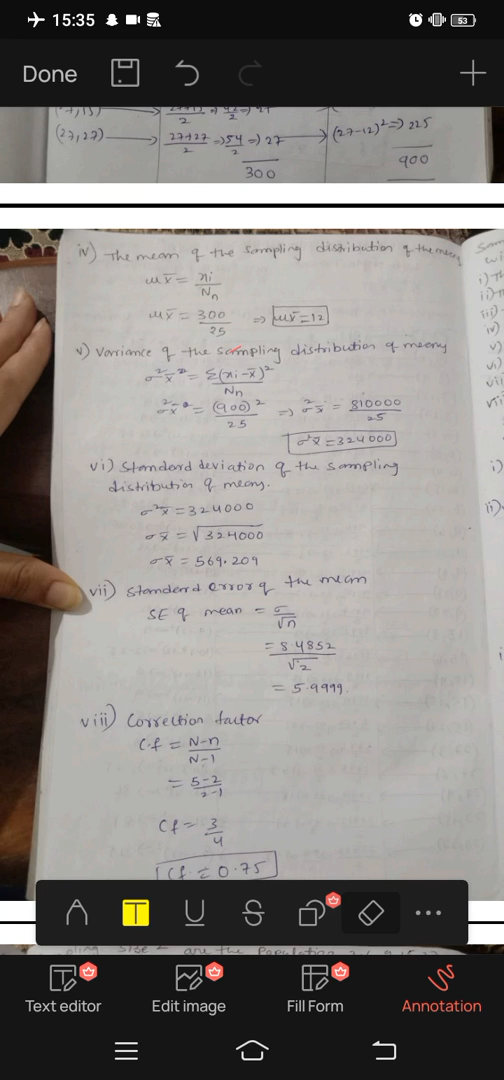 15:35
53
Done
(27,27) → 27+27/2 ⇒ 54/2 ⇒ 27 → (27-12)² ⇒ 225
300
900
iv) The mean of the sampling distribution of the means
μx̄ = xi/Nn
μx̄ = 300/25 ⇒ μx̄ = 12
v) Variance of the sampling distribution of means
σ²x̄ = Σ(xi-x̄)²/Nn
σ²x̄ = (900)²/25 ⇒ σ²x̄ = 810000/25
σ²x̄ = 324000
vi) Standard deviation of the sampling
distribution of means.
σ²x̄ = 324000
σx̄ = √324000
σx̄ = 569.209
vii) Standard error of the mean
SE of mean = σ/√n
= 8.4852/√2
= 5.9999.
viii) Correction factor
C.f = N-n/N-1
= 5-2/2-1
Cf = 3/4
Cf = 0.75
Text editor
Edit image
Fill Form
Annotation